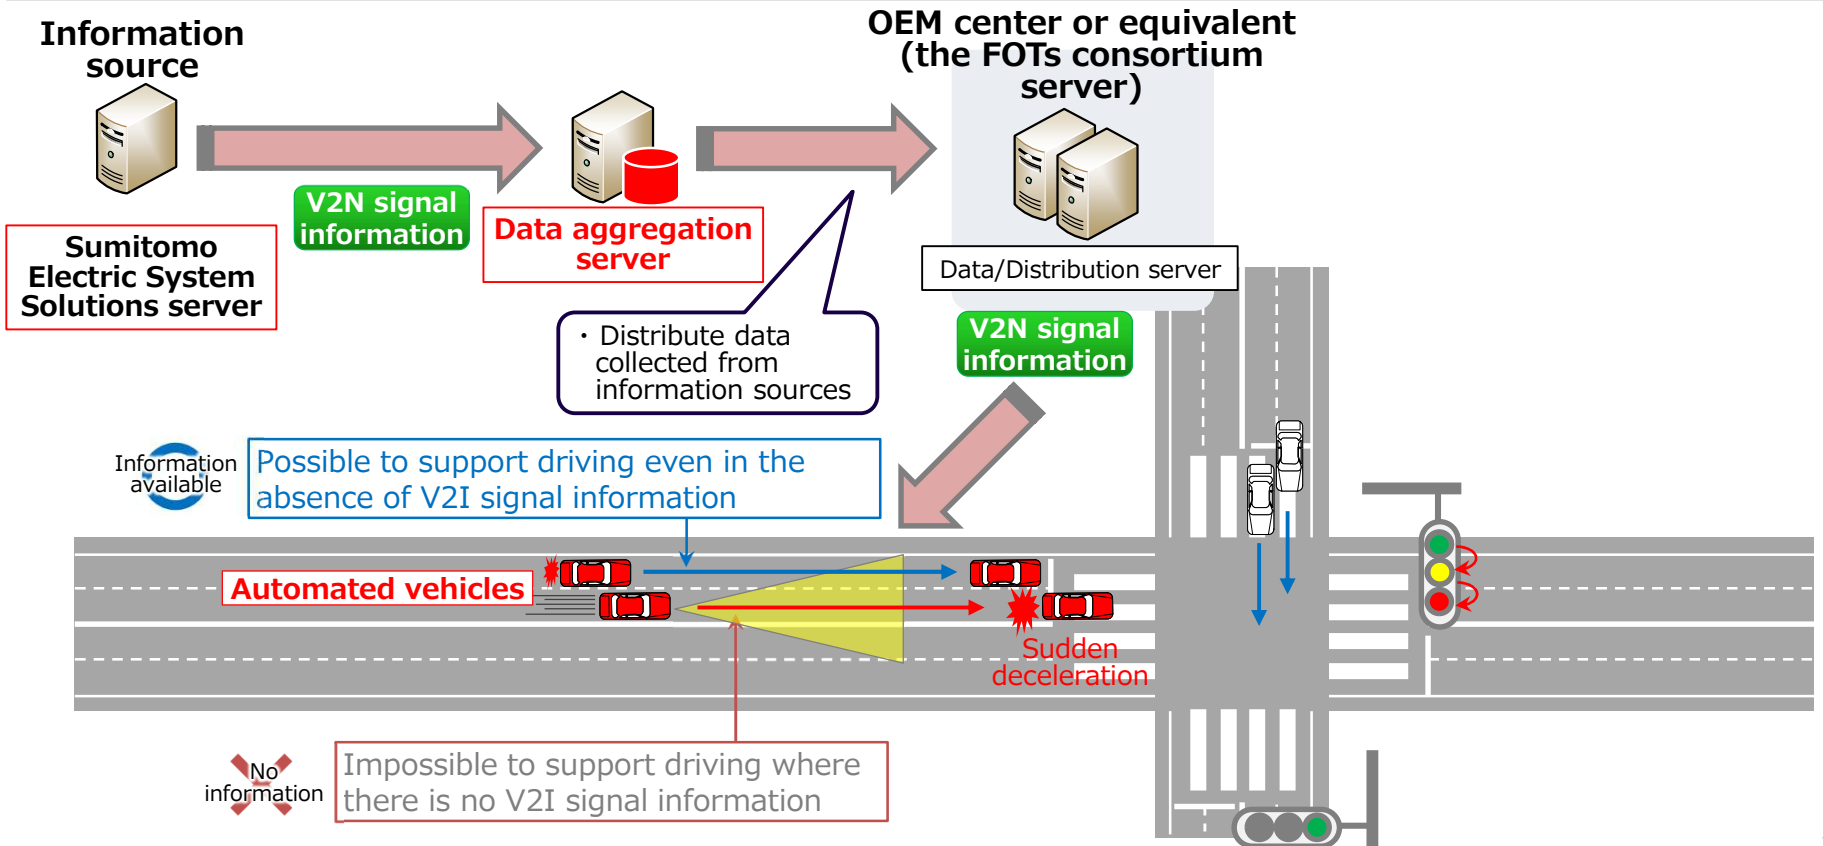 Information
source
OEM center or equivalent
(the FOTs consortium
server)
V2N signal
information
Data aggregation
server
Sumitomo
Electric System
Solutions server
Data/Distribution server
・ Distribute data
collected from
information sources
V2N signal
information
Information
available
Possible to support driving even in the
absence of V2I signal information
Automated vehicles
Sudden
deceleration
No
information
Impossible to support driving where
there is no V2I signal information